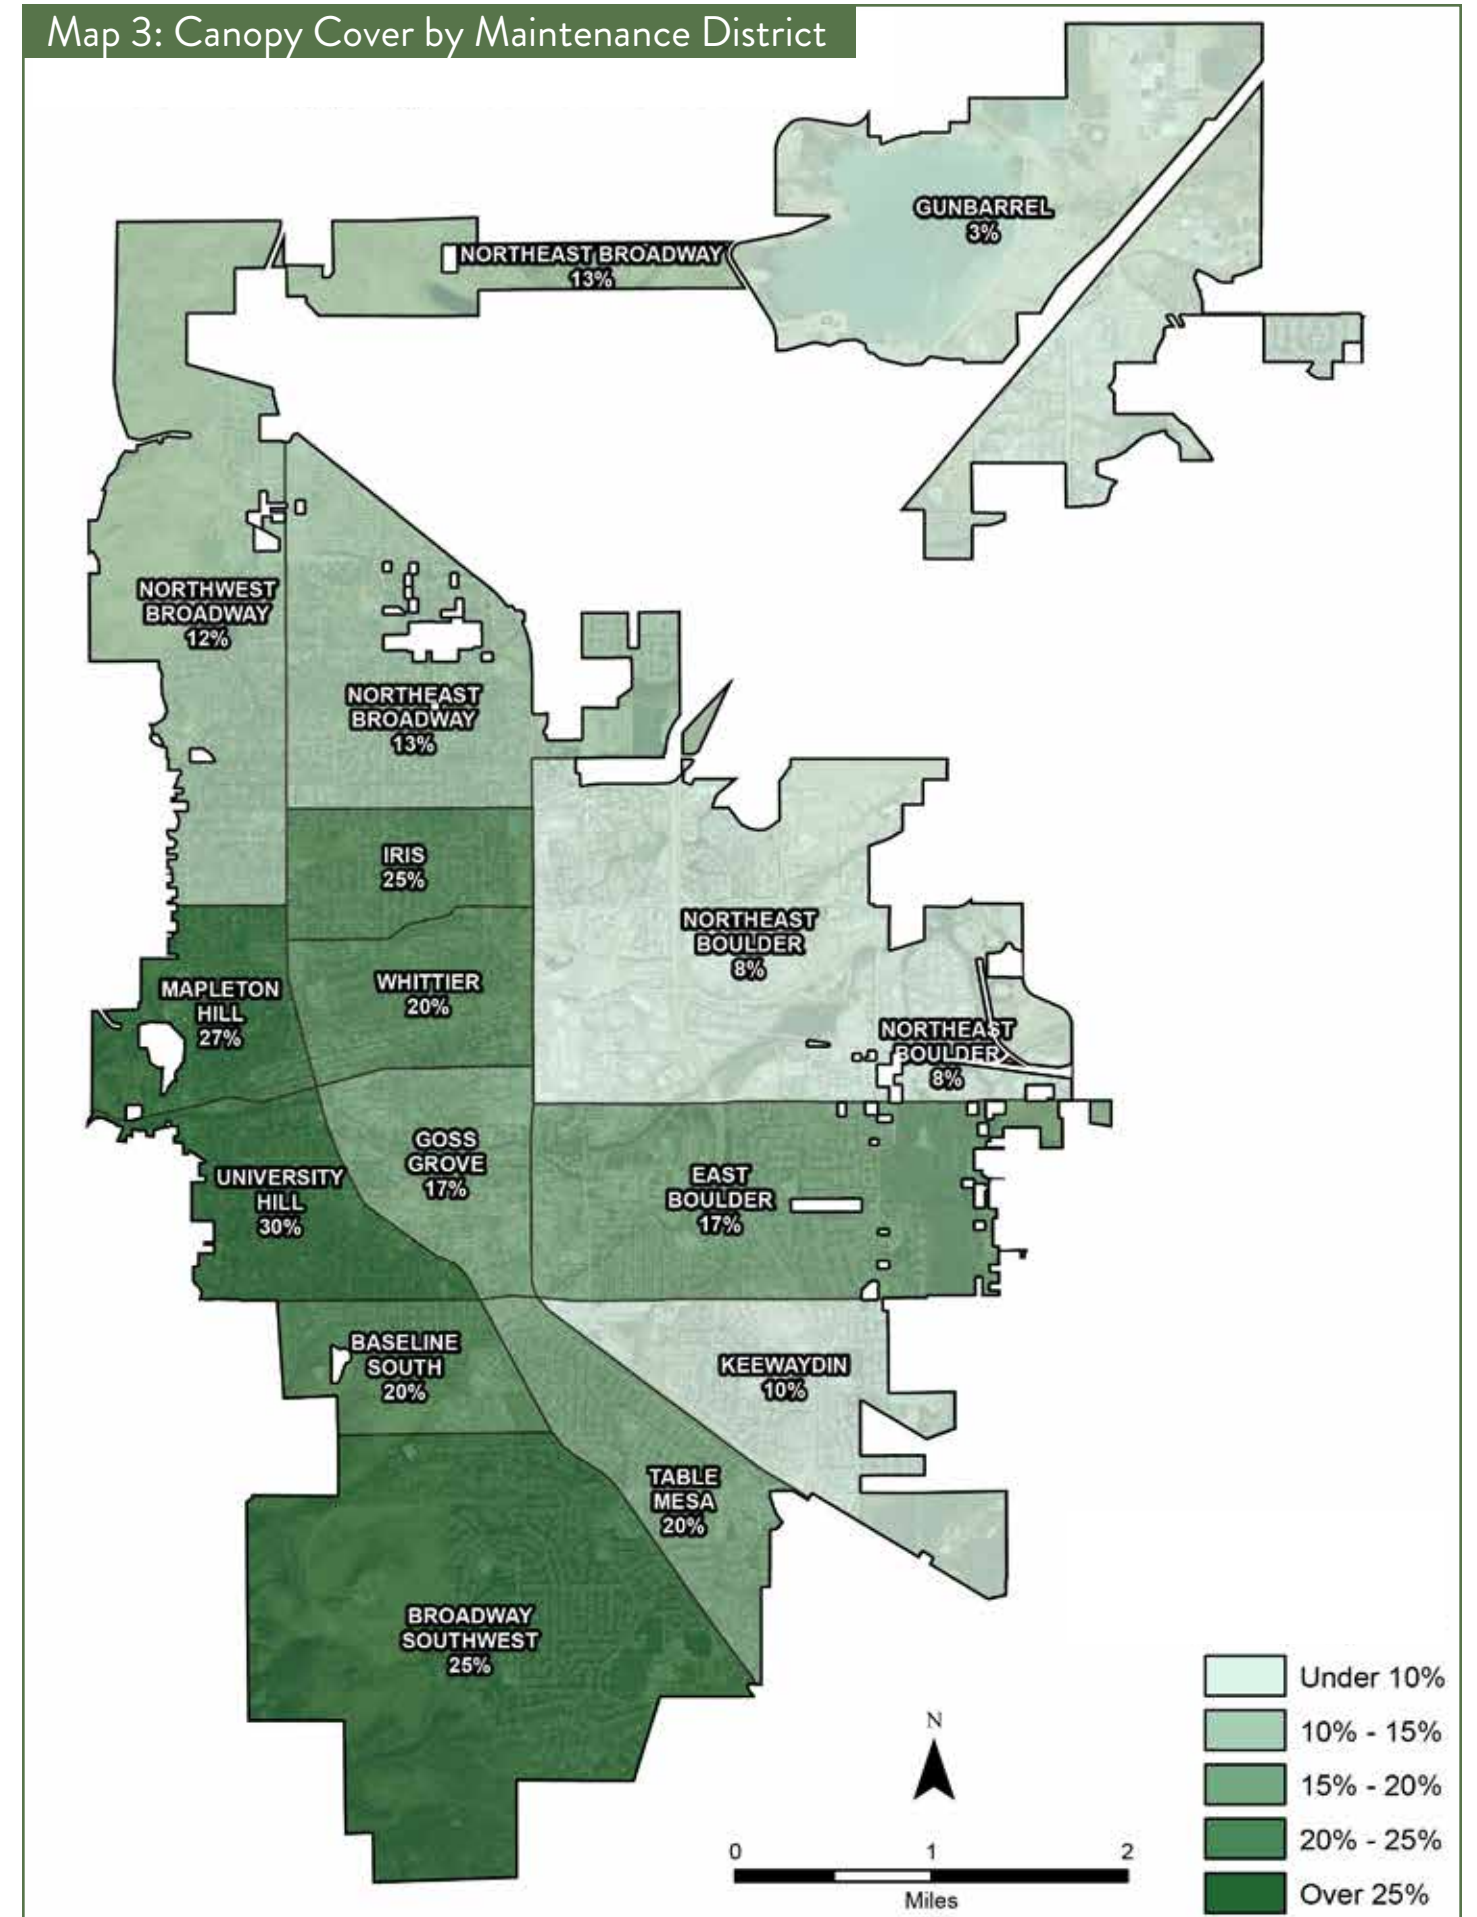 Map 3: Canopy Cover by Maintenance District
GUNBARREL
3%
NORTHEAST BROADWAY
13%
NORTHWEST
BROADWAY
12%
NORTHEAST
BROADWAY
13%
IRIS
25%
NORTHEAST
BOULDER
8%
WHITTIER
20%
MAPLETON
HILL
27%
NORTHEAST
BOULDER
8%
GOSS
GROVE
17%
UNIVERSITY
HILL
30%
EAST
BOULDER
17%
BASELINE
SOUTH
20%
KEEWAYDIN
10%
TABLE
MESA
20%
BROADWAY
SOUTHWEST
25%
N
0 1 2
Miles
Under 10%
10% - 15%
15% - 20%
20% - 25%
Over 25%